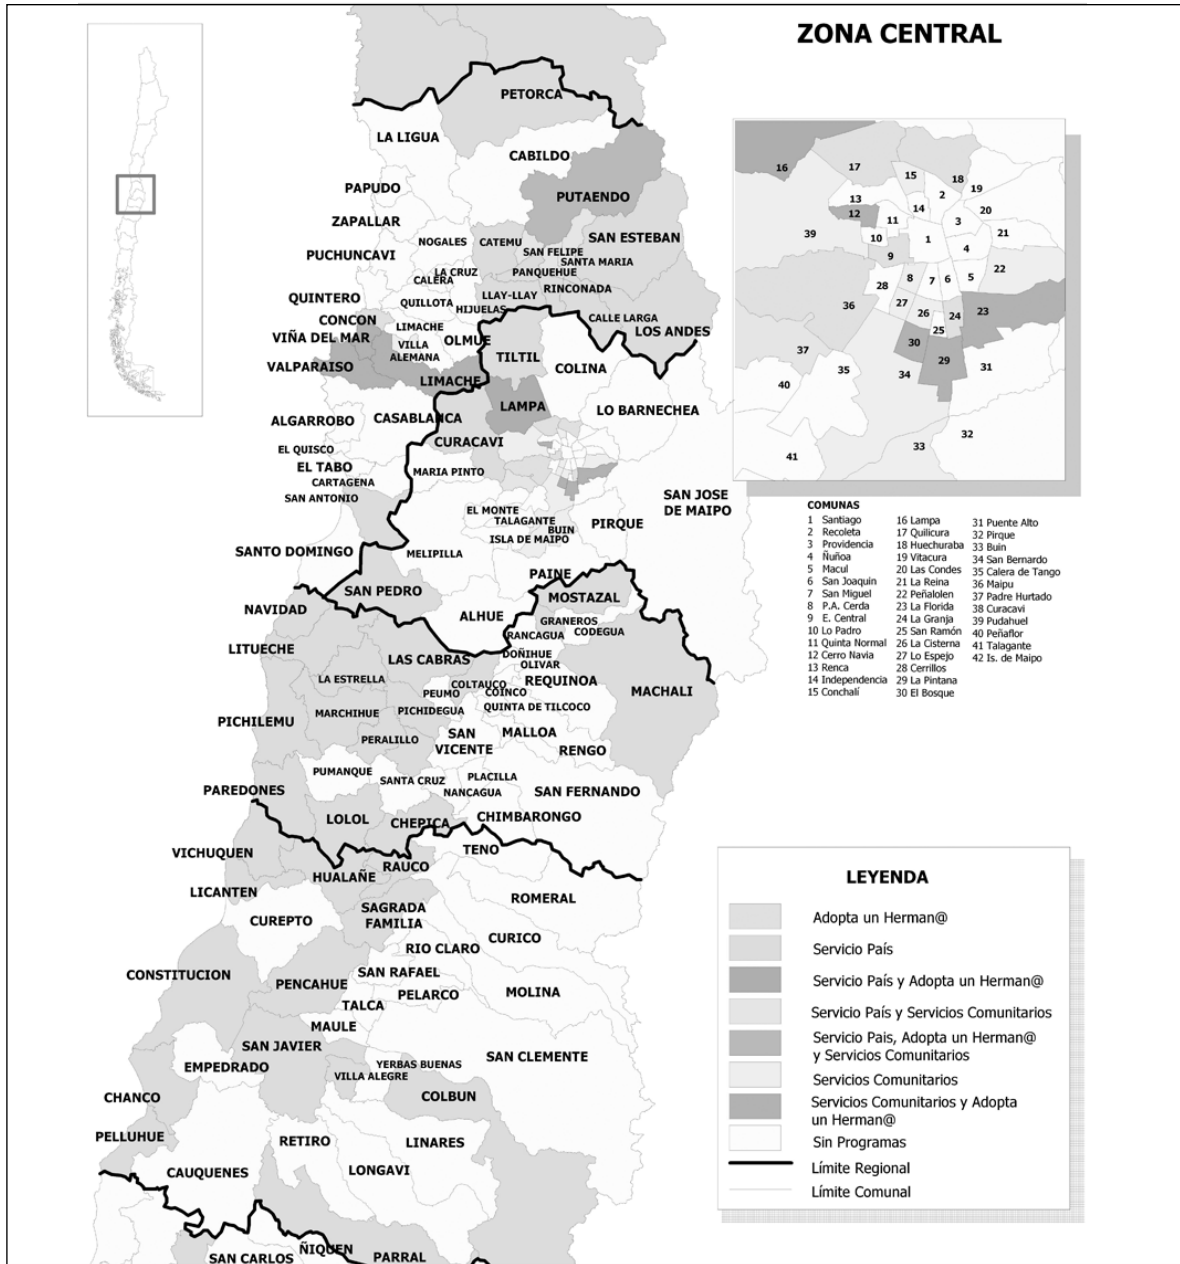 ZONA CENTRAL
PETORCA
LA LIGUA
CABILDO
PAPUDO
PUTAENDO
ZAPALLAR
NOGALES
CATEMU
SAN ESTEBAN
SAN FELIPE
PUCHUNCAVI
SANTA MARIA
LA CRUZ
PANQUEHUE
CALERA
RINCONADA
QUINTERO
QUILLOTA
LLAY-LLAY
HIJUELAS
CONCON
LIMACHE
CALLE LARGA
LOS ANDES
VIÑA DEL MAR
VILLA
ALEMANA
OLMUE
TILTIL
COLINA
VALPARAISO
LIMACHE
LAMPA
LO BARNECHEA
ALGARROBO
CASABLANCA
CURACAVI
EL QUISCO
EL TABO
MARIA PINTO
CARTAGENA
SAN ANTONIO
SAN JOSE
DE MAIPO
EL MONTE
TALAGANTE
BUIN
PIRQUE
ISLA DE MAIPO
SANTO DOMINGO
MELIPILLA
PAINE
SAN PEDRO
MOSTAZAL
NAVIDAD
ALHUE
GRANEROS
RANCAGUA
CODEGUA
LITUECHE
LAS CABRAS
DOÑIHUE
OLIVAR
LA ESTRELLA
COLTAUCO
REQUINOA
PEUMO
COINCO
MACHALI
PICHILEMU
MARCHIHUE
PICHIDEGUA
QUINTA DE TILCOCO
PERALILLO
SAN
VICENTE
MALLOA
RENGO
PUMANQUE
SANTA CRUZ
PLACILLA
PAREDONES
NANCAGUA
SAN FERNANDO
LOLOL
CHEPICA
CHIMBARONGO
VICHUQUEN
TENO
HUALAÑE
RAUCO
LICANTEN
ROMERAL
CUREPTO
SAGRADA
FAMILIA
CURICO
RIO CLARO
CONSTITUCION
PENCAHUE
SAN RAFAEL
PELARCO
MOLINA
TALCA
MAULE
SAN JAVIER
EMPEDRADO
YERBAS BUENAS
SAN CLEMENTE
VILLA ALEGRE
CHANCO
COLBUN
PELLUHUE
RETIRO
LINARES
CAUQUENES
LONGAVI
ÑIQUEN
SAN CARLOS
PARRAL
16
17
15
18
19
13
2
20
12
14
11
3
21
39
10
1
4
9
22
8
7
6
5
28
36
27
26
24
23
25
30
37
29
35
34
31
40
32
33
41
COMUNAS
1 Santiago
2 Recoleta
3 Providencia
4 Ñuñoa
5 Macul
6 San Joaquin
7 San Miguel
8 P.A. Cerda
9 E. Central
10 Lo Padro
11 Quinta Normal
12 Cerro Navia
13 Renca
14 Independencia
15 Conchalí
16 Lampa
17 Quilicura
18 Huechuraba
19 Vitacura
20 Las Condes
21 La Reina
22 Peñalolen
23 La Florida
24 La Granja
25 San Ramón
26 La Cisterna
27 Lo Espejo
28 Cerrillos
29 La Pintana
30 El Bosque
31 Puente Alto
32 Pirque
33 Buin
34 San Bernardo
35 Calera de Tango
36 Maipu
37 Padre Hurtado
38 Curacavi
39 Pudahuel
40 Peñaflor
41 Talagante
42 Is. de Maipo
LEYENDA
Adopta un Herman@
Servicio País
Servicio País y Adopta un Herman@
Servicio País y Servicios Comunitarios
Servicio Pais, Adopta un Herman@
y Servicios Comunitarios
Servicios Comunitarios
Servicios Comunitarios y Adopta
un Herman@
Sin Programas
Límite Regional
Límite Comunal